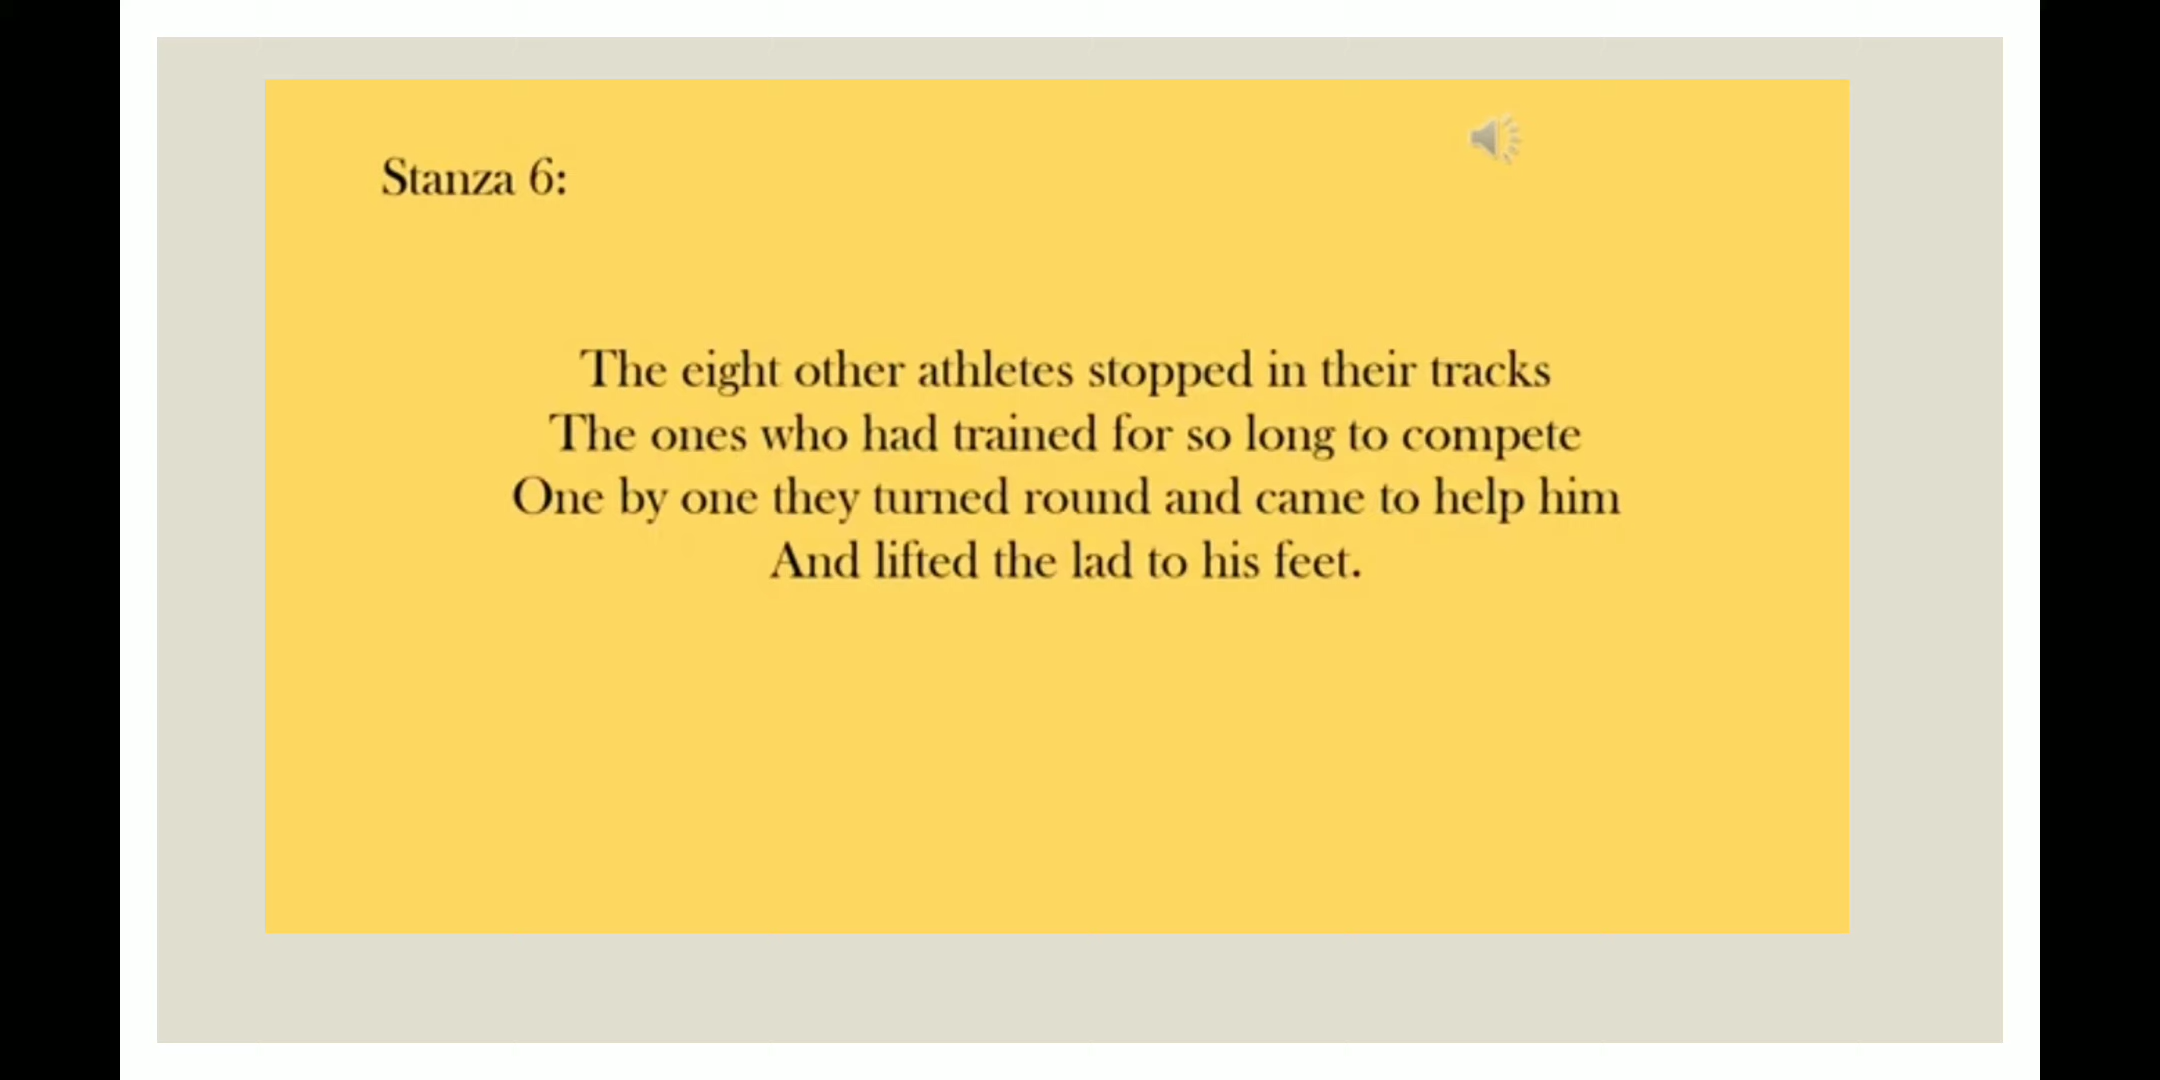 Stanza 6:
The eight other athletes stopped in their tracks
The ones who had trained for so long to compete
One by one they turned round and came to help him
And lifted the lad to his feet.